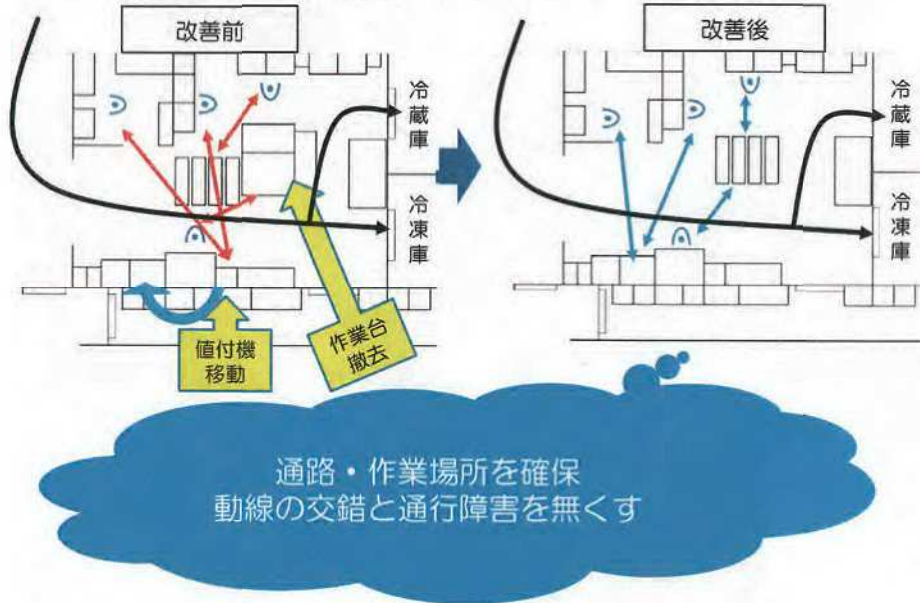 改善前
改善後
冷蔵庫
冷凍庫
冷蔵庫
冷凍庫
値付機
移動
作業台
撤去
通路・作業場所を確保
動線の交錯と通行障害を無くす